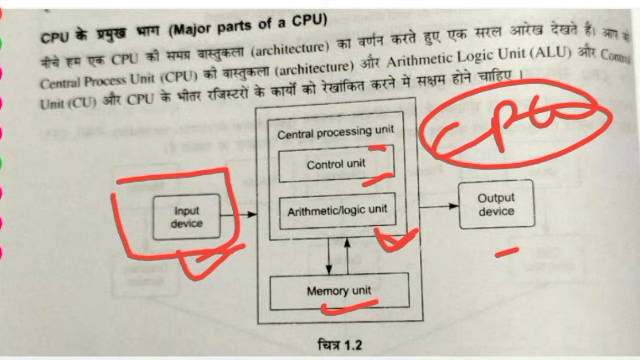 CPU के प्रमुख भाग (Major parts of a CPU)
नीचे हम एक CPU की समग्र वास्तुकला (architecture) का वर्णन करते हुए एक सरल आरेख देखते हैं। आप को
Central Process Unit (CPU) की वास्तुकला (architecture) और Arithmetic Logic Unit (ALU) और Control
Unit (CU) और CPU के भीतर रजिस्टरों के कार्यों को रेखांकित करने में सक्षम होने चाहिए ।
Central processing unit
Control unit
Arithmetic/logic unit
Input
device
Output
device
Memory unit
चित्र 1.2
CPU